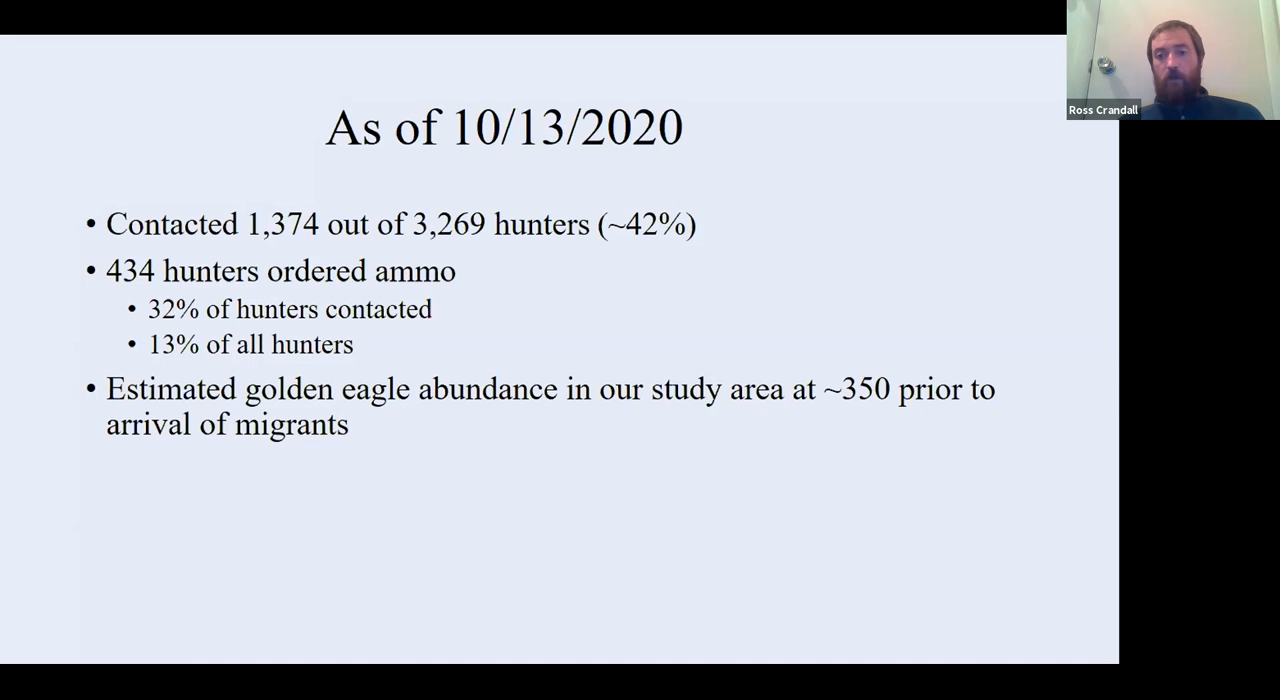 Ross Crandall
As of 10/13/2020
• Contacted 1,374 out of 3,269 hunters (~42%)
• 434 hunters ordered ammo
• 32% of hunters contacted
• 13% of all hunters
• Estimated golden eagle abundance in our study area at ~350 prior to
arrival of migrants